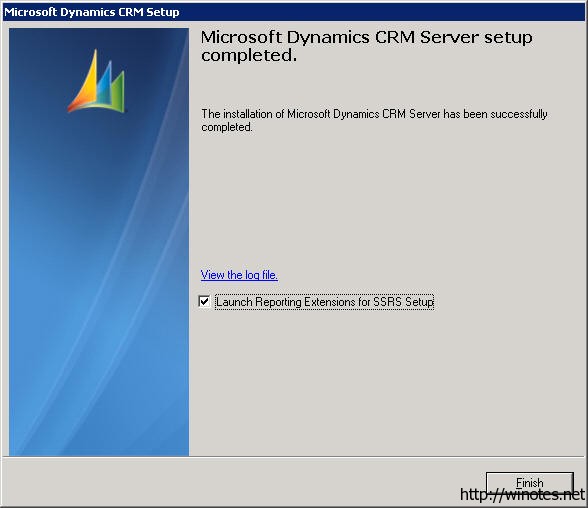 Microsoft Dynamics CRM Setup
Microsoft Dynamics CRM Server setup
completed.
The installation of Microsoft Dynamics CRM Server has been successfully
completed.
View the log file.
Launch Reporting Extensions for SSRS Setup
Finish
http://winotes.net